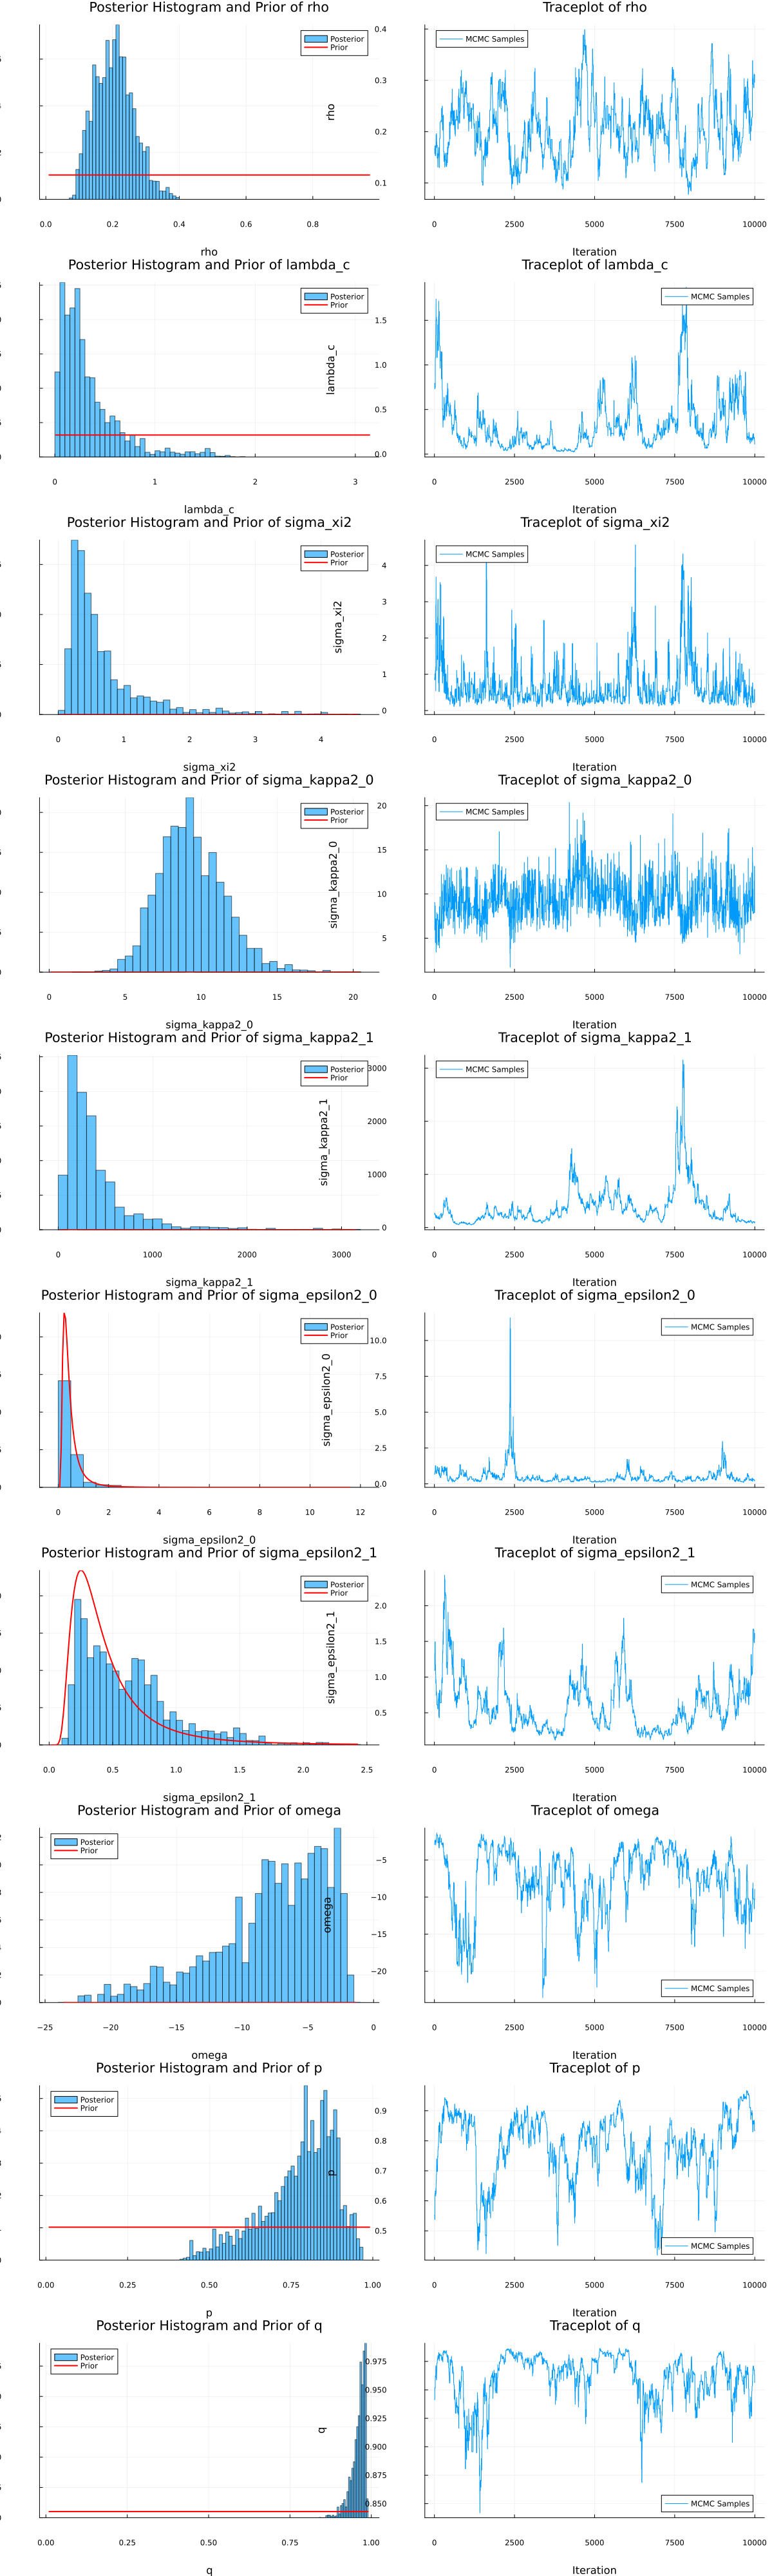 Posterior Histogram and Prior of rho
Traceplot of rho
Posterior
Prior
0.0 0.2 0.4 0.6 0.8
rho
MCMC Samples
rho
0.4
0.3
0.2
0.1
0 2500 5000 7500 10000
Iteration
Posterior Histogram and Prior of lambda_c
Traceplot of lambda_c
Posterior
Prior
0 1 2 3
lambda_c
MCMC Samples
lambda_c
1.5
1.0
0.5
0.0
0 2500 5000 7500 10000
Iteration
Posterior Histogram and Prior of sigma_xi2
Traceplot of sigma_xi2
Posterior
Prior
0 1 2 3 4
sigma_xi2
MCMC Samples
sigma_xi2
4
3
2
1
0
0 2500 5000 7500 10000
Iteration
Posterior Histogram and Prior of sigma_kappa2_0
Traceplot of sigma_kappa2_0
Posterior
Prior
0 5 10 15 20
sigma_kappa2_0
MCMC Samples
sigma_kappa2_0
20
15
10
5
0 2500 5000 7500 10000
Iteration
Posterior Histogram and Prior of sigma_kappa2_1
Traceplot of sigma_kappa2_1
Posterior
Prior
0 1000 2000 3000
sigma_kappa2_1
MCMC Samples
sigma_kappa2_1
3000
2000
1000
0
0 2500 5000 7500 10000
Iteration
Posterior Histogram and Prior of sigma_epsilon2_0
Traceplot of sigma_epsilon2_0
Posterior
Prior
0 2 4 6 8 10 12
sigma_epsilon2_0
MCMC Samples
sigma_epsilon2_0
10.0
7.5
5.0
2.5
0.0
0 2500 5000 7500 10000
Iteration
Posterior Histogram and Prior of sigma_epsilon2_1
Traceplot of sigma_epsilon2_1
Posterior
Prior
0.0 0.5 1.0 1.5 2.0 2.5
sigma_epsilon2_1
MCMC Samples
sigma_epsilon2_1
2.0
1.5
1.0
0.5
0 2500 5000 7500 10000
Iteration
Posterior Histogram and Prior of omega
Traceplot of omega
Posterior
Prior
−25 −20 −15 −10 −5 0
omega
MCMC Samples
omega
−5
−10
−15
−20
0 2500 5000 7500 10000
Iteration
Posterior Histogram and Prior of p
Traceplot of p
Posterior
Prior
0.00 0.25 0.50 0.75 1.00
p
MCMC Samples
p
0.9
0.8
0.7
0.6
0.5
0 2500 5000 7500 10000
Iteration
Posterior Histogram and Prior of q
Traceplot of q
Posterior
Prior
0.00 0.25 0.50 0.75 1.00
q
MCMC Samples
q
0.975
0.950
0.925
0.900
0.875
0.850
0 2500 5000 7500 10000
Iteration